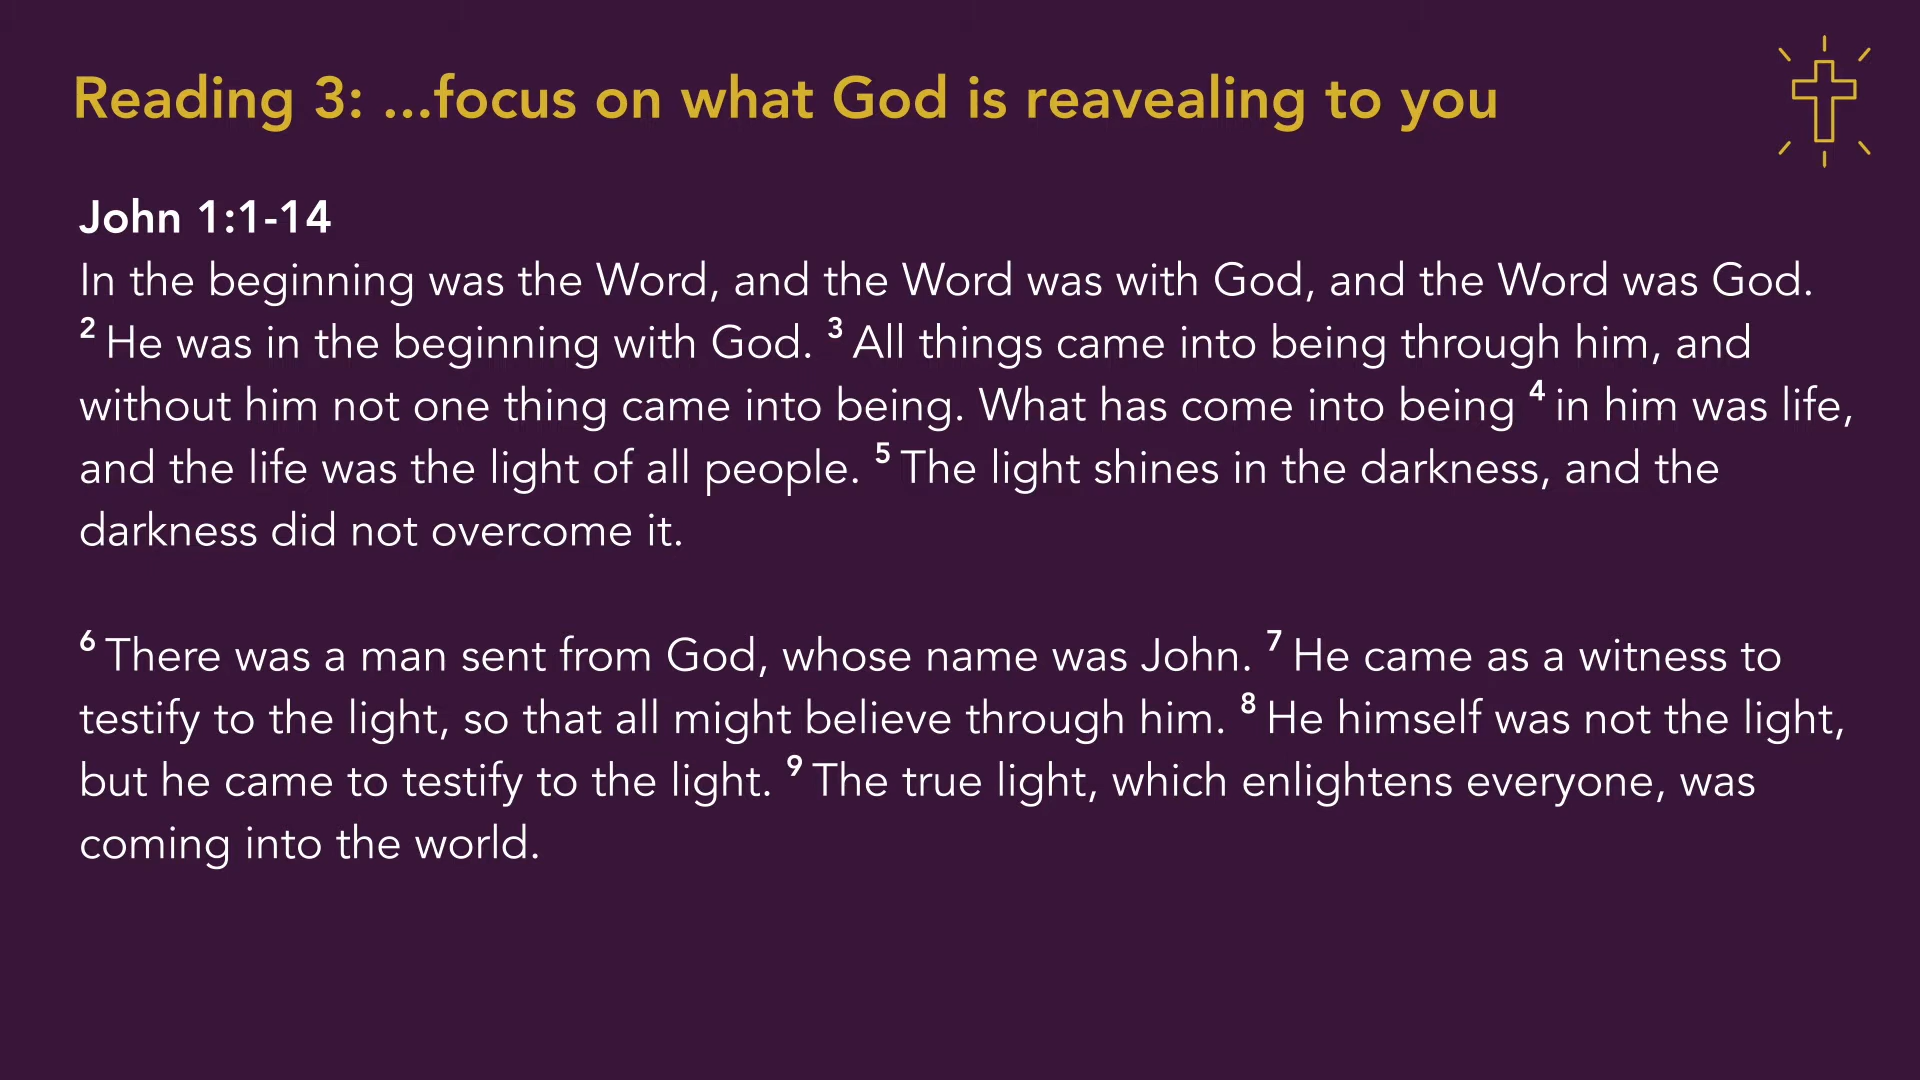 Reading 3: ...focus on what God is reavealing to you
John 1:1-14
In the beginning was the Word, and the Word was with God, and the Word was God.
2 He was in the beginning with God. 3 All things came into being through him, and
without him not one thing came into being. What has come into being 4 in him was life,
and the life was the light of all people. 5 The light shines in the darkness, and the
darkness did not overcome it.
6 There was a man sent from God, whose name was John. 7 He came as a witness to
testify to the light, so that all might believe through him. 8 He himself was not the light,
but he came to testify to the light. 9 The true light, which enlightens everyone, was
coming into the world.